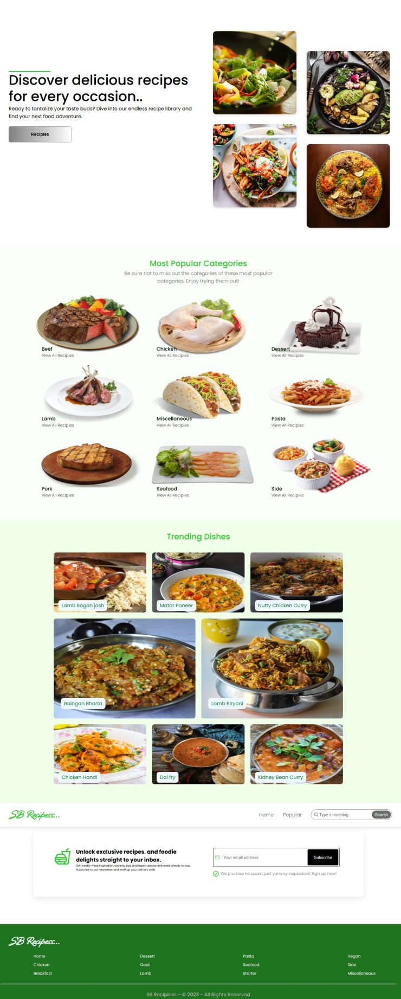 Discover delicious recipes
for every occasion..
Ready to tantalize your taste buds? Dive into our endless recipe library and
find your next food adventure.
Recipies
Most Popular Categories
Be sure not to miss out the categories of these most popular
categories. Enjoy trying them out!
Beef
View All Recipies
Chicken
View All Recipies
Dessert
View All Recipies
Lamb
View All Recipies
Miscellaneous
View All Recipies
Pasta
View All Recipies
Pork
View All Recipies
Seafood
View All Recipies
Side
View All Recipies
Trending Dishes
Lamb Rogan josh
Matar Paneer
Nutty Chicken Curry
Baingan Bharta
Lamb Biryani
Chicken Handi
Dal fry
Kidney Bean Curry
SB Recipess...
Home
Popular
Type something..
Search
Unlock exclusive recipes, and foodie
delights straight to your inbox.
Get weekly meal inspiration, cooking tips, and expert advice delivered directly to you.
Subscribe to our newsletter and level up your culinary skills
Your email address
Subscribe
We promise no spam, just yummy inspiration! Sign up now!
SB Recipess...
Home
Dessert
Pasta
Vegan
Chicken
Goat
Seafood
Side
Breakfast
Lamb
Starter
Miscellaneous
SB Recipiess - © 2023 - All Rights Reserved